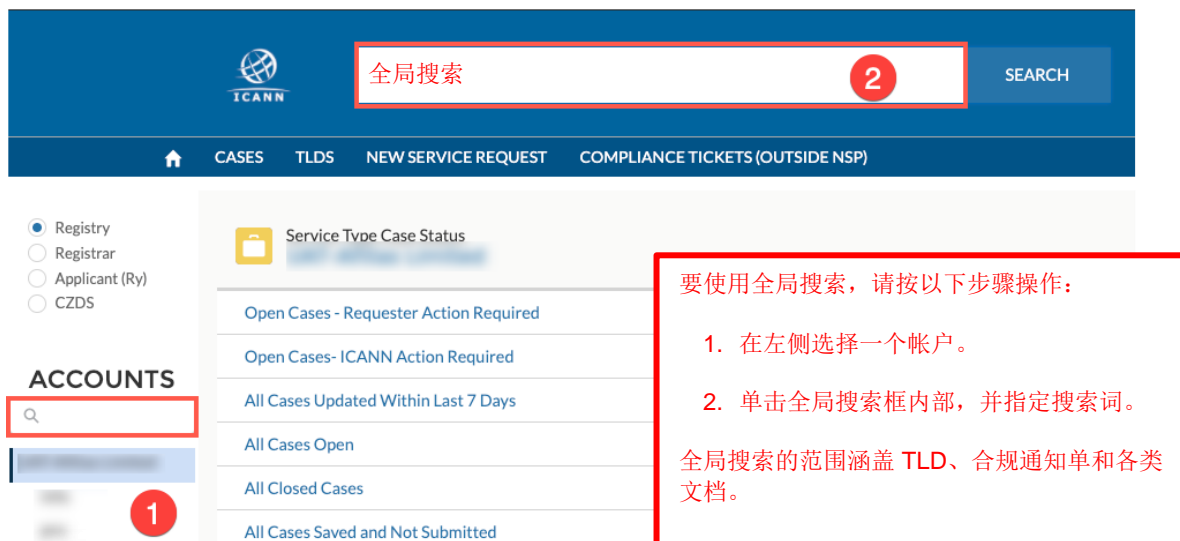 ICANN
全局搜索
2
SEARCH
CASES TLDS NEW SERVICE REQUEST COMPLIANCE TICKETS (OUTSIDE NSP)
Registry
Registrar
Applicant (Ry)
CZDS
ACCOUNTS
1
Service Type Case Status
Open Cases - Requester Action Required
Open Cases- ICANN Action Required
All Cases Updated Within Last 7 Days
All Cases Open
All Closed Cases
All Cases Saved and Not Submitted
要使用全局搜索，请按以下步骤操作：
1. 在左侧选择一个帐户。
2. 单击全局搜索框内部，并指定搜索词。
全局搜索的范围涵盖 TLD、合规通知单和各类
文档。